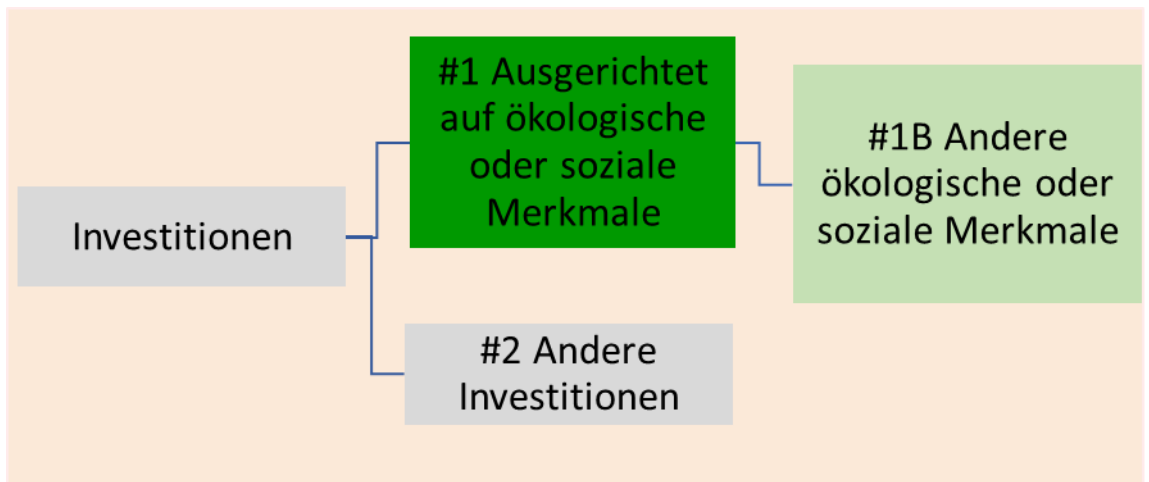 Investitionen
#1 Ausgerichtet
auf ökologische
oder soziale
Merkmale
#1B Andere
ökologische oder
soziale Merkmale
#2 Andere
Investitionen